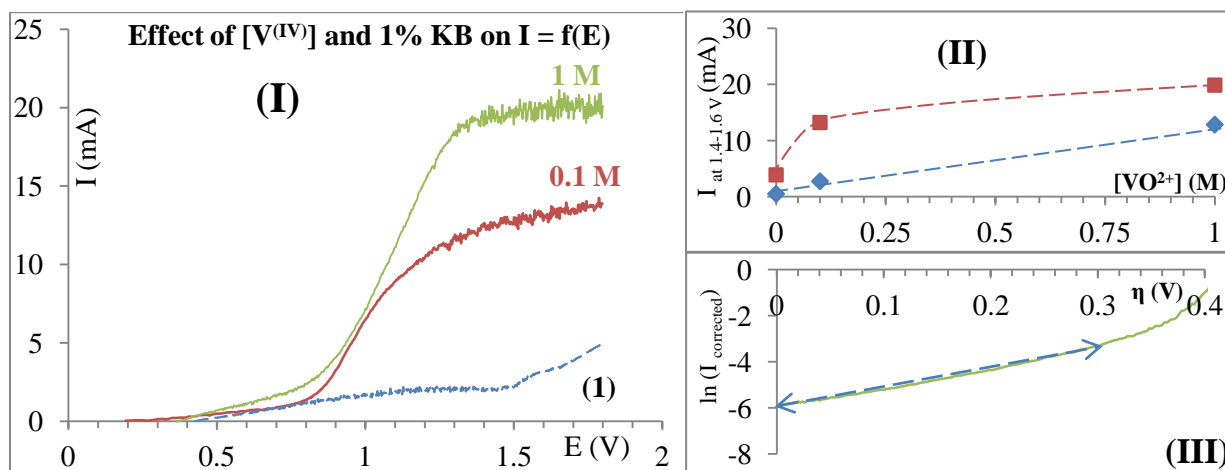 Effect of [V(IV)] and 1% KB on I = f(E)
(I)
1 M
0.1 M
(1)
I (mA)
25
20
15
10
5
0
0
0.5
1
1.5
2
E (V)
(II)
I at 1.4-1.6 V (mA)
30
20
10
0
[VO2+] (M)
0
0.25
0.5
0.75
1
ln (I corrected)
0
-2
-4
-6
-8
η (V)
0
0.1
0.2
0.3
0.4
(III)